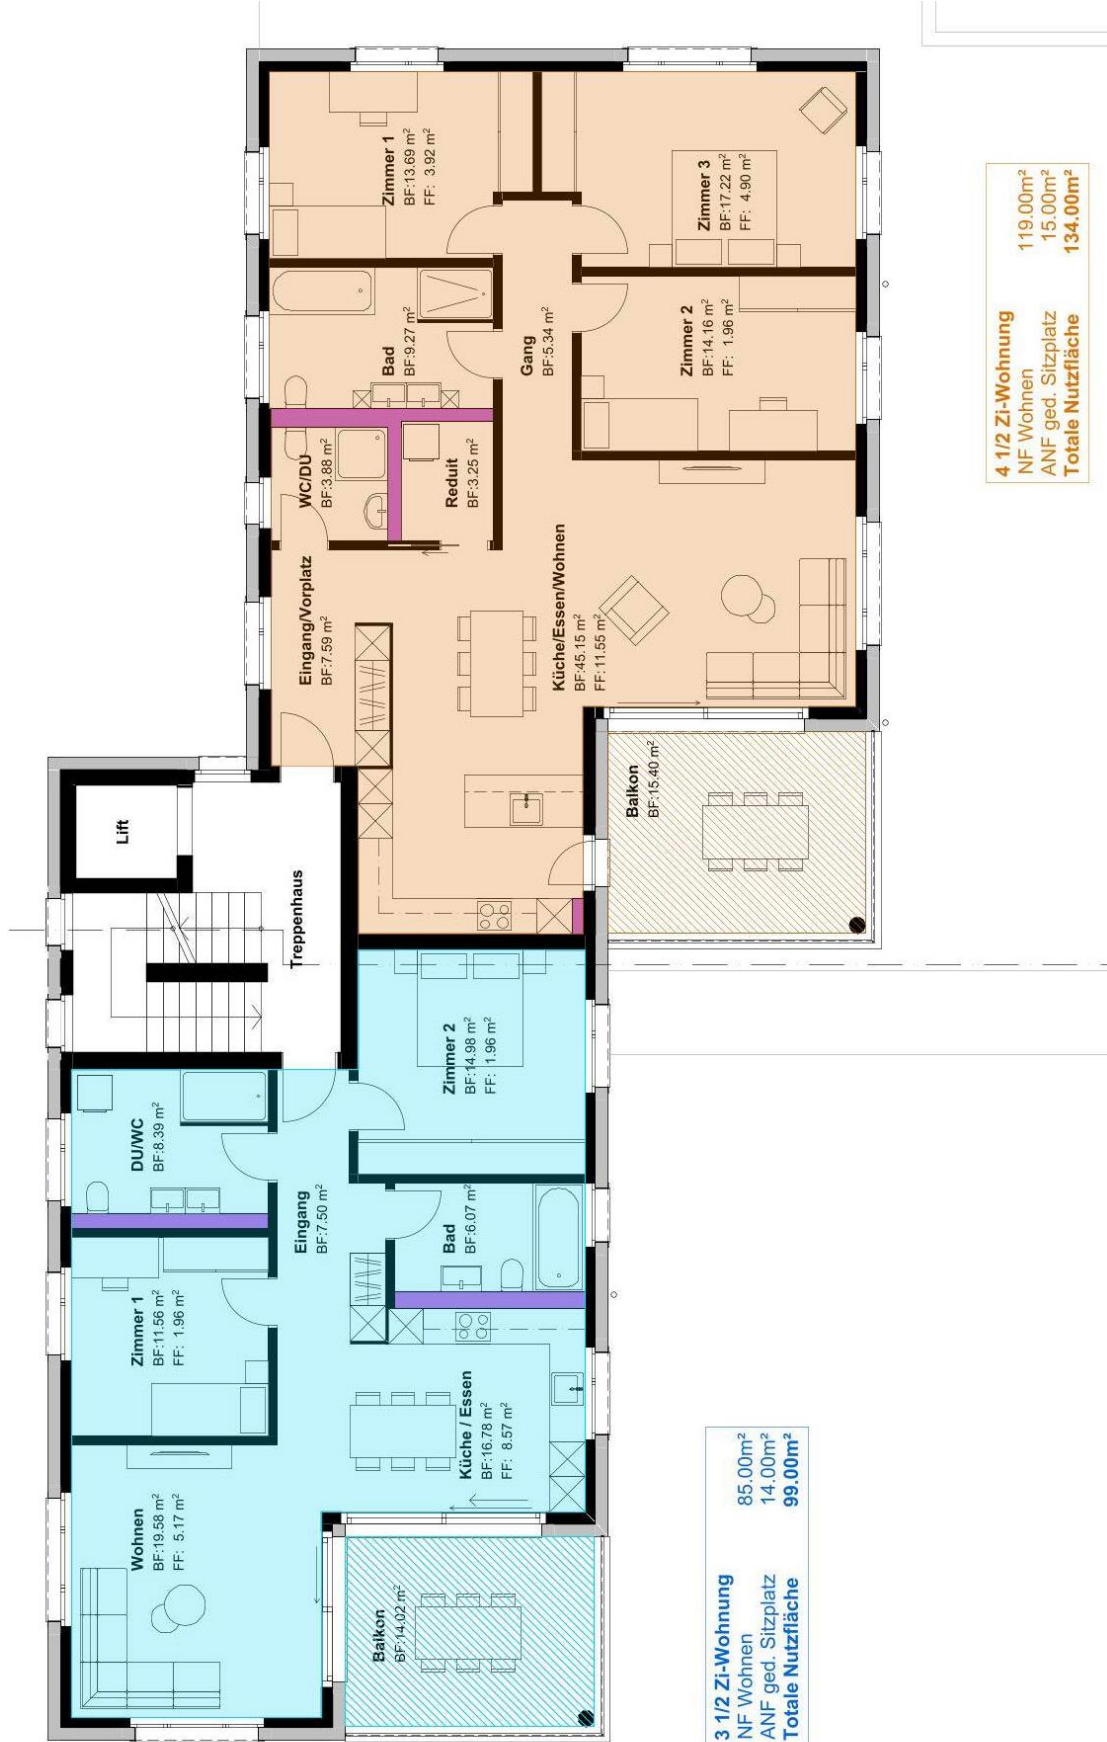 Zimmer 1
BF:13.69 m²
FF: 3.92 m²
Zimmer 3
BF:17.22 m²
FF: 4.90 m²
Bad
BF:9.27 m²
Gang
BF:5.34 m²
Zimmer 2
BF:14.16 m²
FF: 1.96 m²
WC/DU
BF:3.88 m²
Reduit
BF:3.25 m²
Eingang/Vorplatz
BF:7.59 m²
Küche/Essen/Wohnen
BF:45.15 m²
FF: 11.55 m²
Balkon
BF:15.40 m²
Lift
Treppenhaus
Zimmer 2
BF:14.98 m²
FF: 1.96 m²
DU/WC
BF:8.39 m²
Eingang
BF:7.50 m²
Bad
BF:6.07 m²
Zimmer 1
BF:11.56 m²
FF: 1.96 m²
Küche / Essen
BF:16.78 m²
FF: 8.57 m²
Wohnen
BF:19.58 m²
FF: 5.17 m²
Balkon
BF:14.02 m²
4 1/2 Zi-Wohnung
NF Wohnen 119.00m²
ANF ged. Sitzplatz 15.00m²
Totale Nutzfläche 134.00m²
3 1/2 Zi-Wohnung
NF Wohnen 85.00m²
ANF ged. Sitzplatz 14.00m²
Totale Nutzfläche 99.00m²